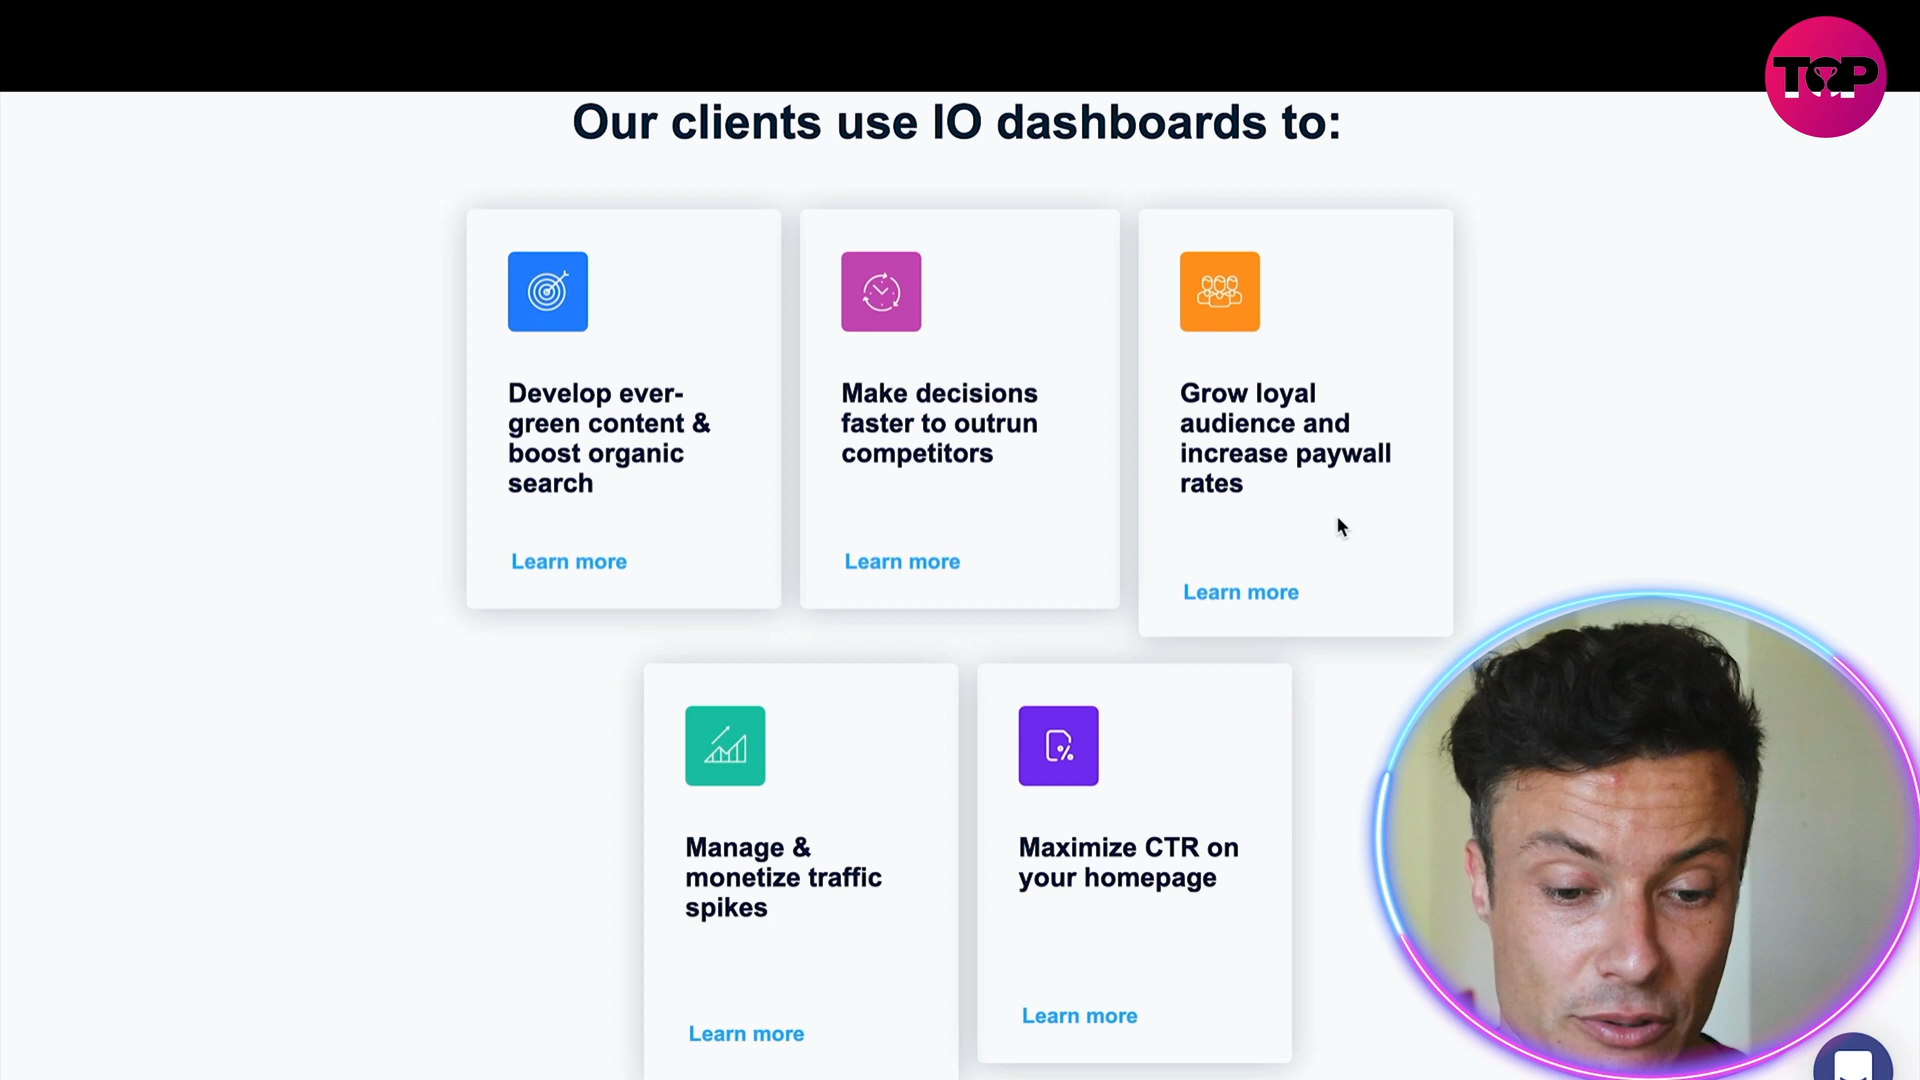 TOP
Our clients use IO dashboards to:
Develop ever-
green content &
boost organic
search
Learn more
Make decisions
faster to outrun
competitors
Learn more
Grow loyal
audience and
increase paywall
rates
Learn more
Manage &
monetize traffic
spikes
Learn more
Maximize CTR on
your homepage
Learn more